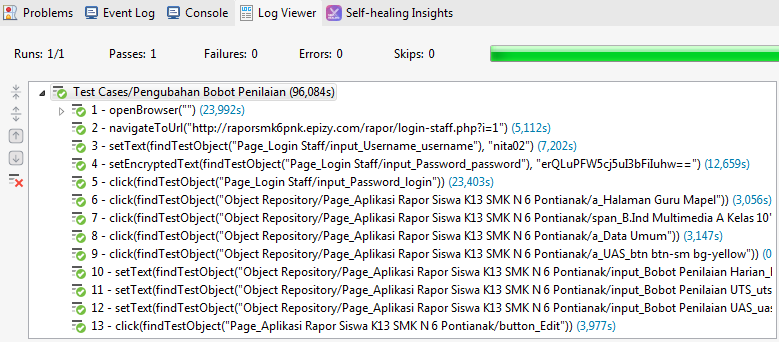 Problems Event Log Console Log Viewer Self-healing Insights
Runs: 1/1 Passes: 1 Failures: 0 Errors: 0 Skips: 0
Test Cases/Pengubahan Bobot Penilaian (96,084s)
1 - openBrowser("") (23,992s)
2 - navigateToUrl("http://raporsmk6pnk.epizy.com/rapor/login-staff.php?i=1") (5,112s)
3 - setText(findTestObject("Page_Login Staff/input_Username_username"), "nita02") (7,202s)
4 - setEncryptedText(findTestObject("Page_Login Staff/input_Password_password"), "erQLuPFW5cj5uI3bFiIuhw==") (12,659s)
5 - click(findTestObject("Page_Login Staff/input_Password_login")) (23,403s)
6 - click(findTestObject("Object Repository/Page_Aplikasi Rapor Siswa K13 SMK N 6 Pontianak/a_Halaman Guru Mapel")) (3,056s)
7 - click(findTestObject("Object Repository/Page_Aplikasi Rapor Siswa K13 SMK N 6 Pontianak/span_B.Ind Multimedia A Kelas 10"
8 - click(findTestObject("Object Repository/Page_Aplikasi Rapor Siswa K13 SMK N 6 Pontianak/a_Data Umum")) (3,147s)
9 - click(findTestObject("Object Repository/Page_Aplikasi Rapor Siswa K13 SMK N 6 Pontianak/a_UAS_btn btn-sm bg-yellow")) (0
10 - setText(findTestObject("Object Repository/Page_Aplikasi Rapor Siswa K13 SMK N 6 Pontianak/input_Bobot Penilaian Harian_
11 - setText(findTestObject("Object Repository/Page_Aplikasi Rapor Siswa K13 SMK N 6 Pontianak/input_Bobot Penilaian UTS_uts
12 - setText(findTestObject("Object Repository/Page_Aplikasi Rapor Siswa K13 SMK N 6 Pontianak/input_Bobot Penilaian UAS_uas
13 - click(findTestObject("Page_Aplikasi Rapor Siswa K13 SMK N 6 Pontianak/button_Edit")) (3,977s)